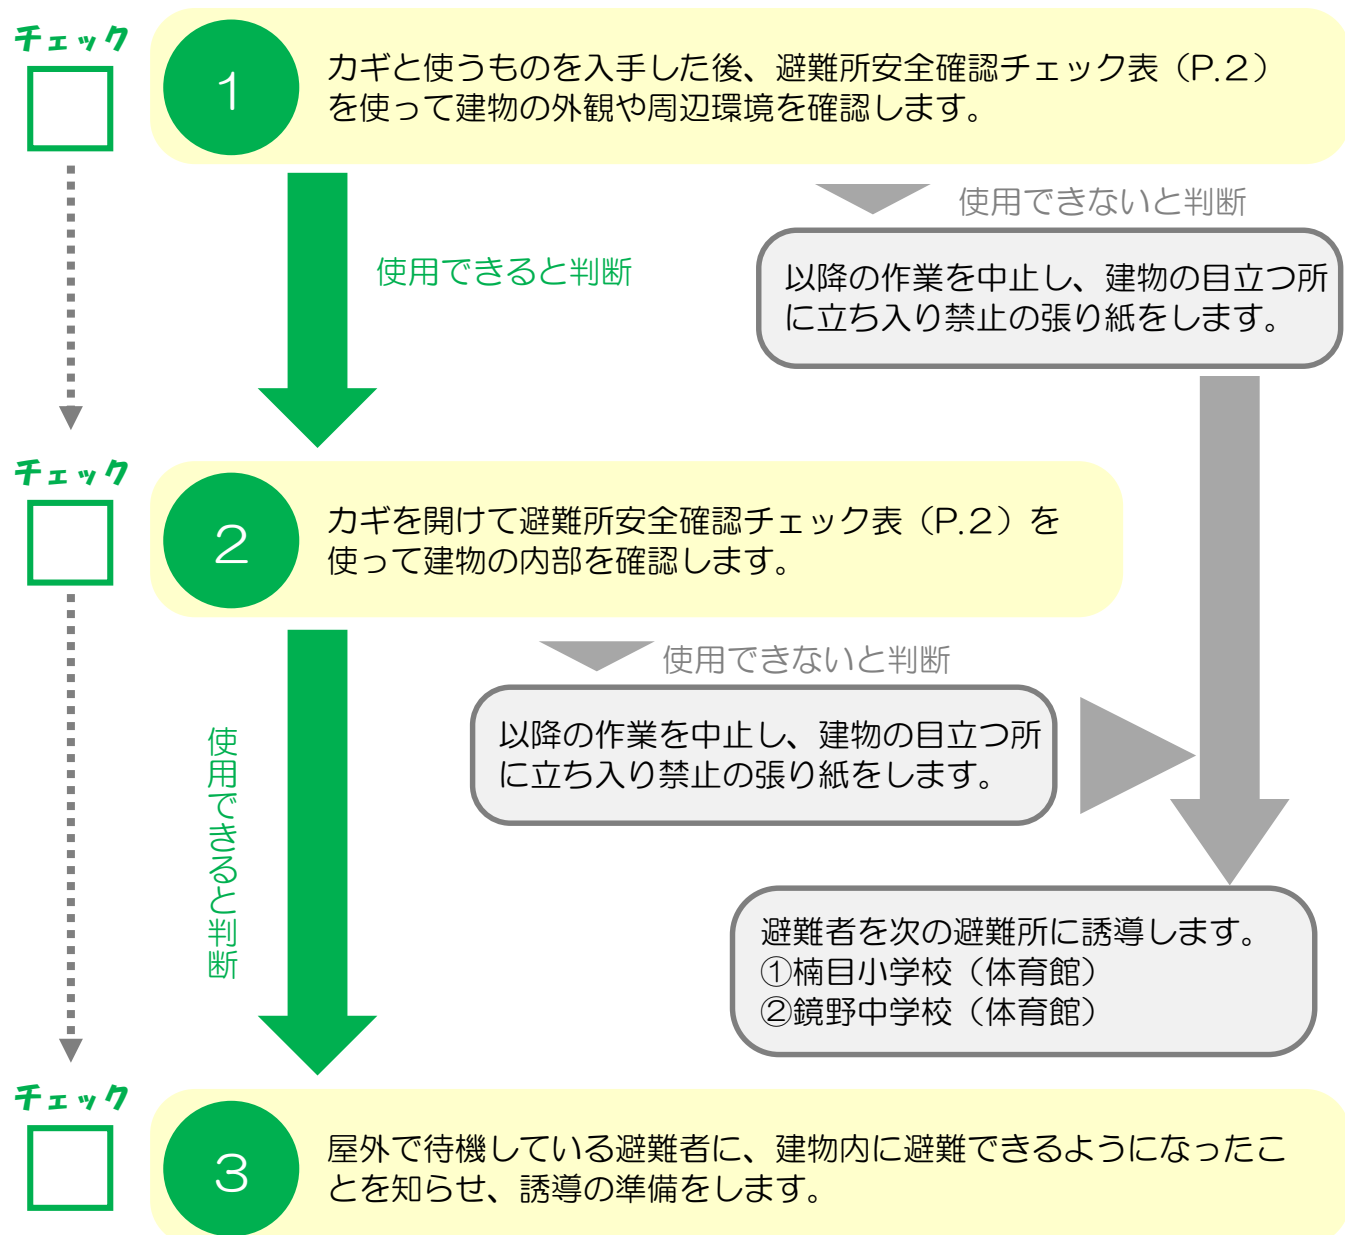 チェック
1
カギと使うものを入手した後、避難所安全確認チェック表（P.2）
を使って建物の外観や周辺環境を確認します。
使用できると判断
使用できないと判断
以降の作業を中止し、建物の目立つ所
に立ち入り禁止の張り紙をします。
チェック
2
カギを開けて避難所安全確認チェック表（P.2）を
使って建物の内部を確認します。
使用できると判断
使用できないと判断
以降の作業を中止し、建物の目立つ所
に立ち入り禁止の張り紙をします。
避難者を次の避難所に誘導します。
①楠目小学校（体育館）
②鏡野中学校（体育館）
チェック
3
屋外で待機している避難者に、建物内に避難できるようになったこ
とを知らせ、誘導の準備をします。